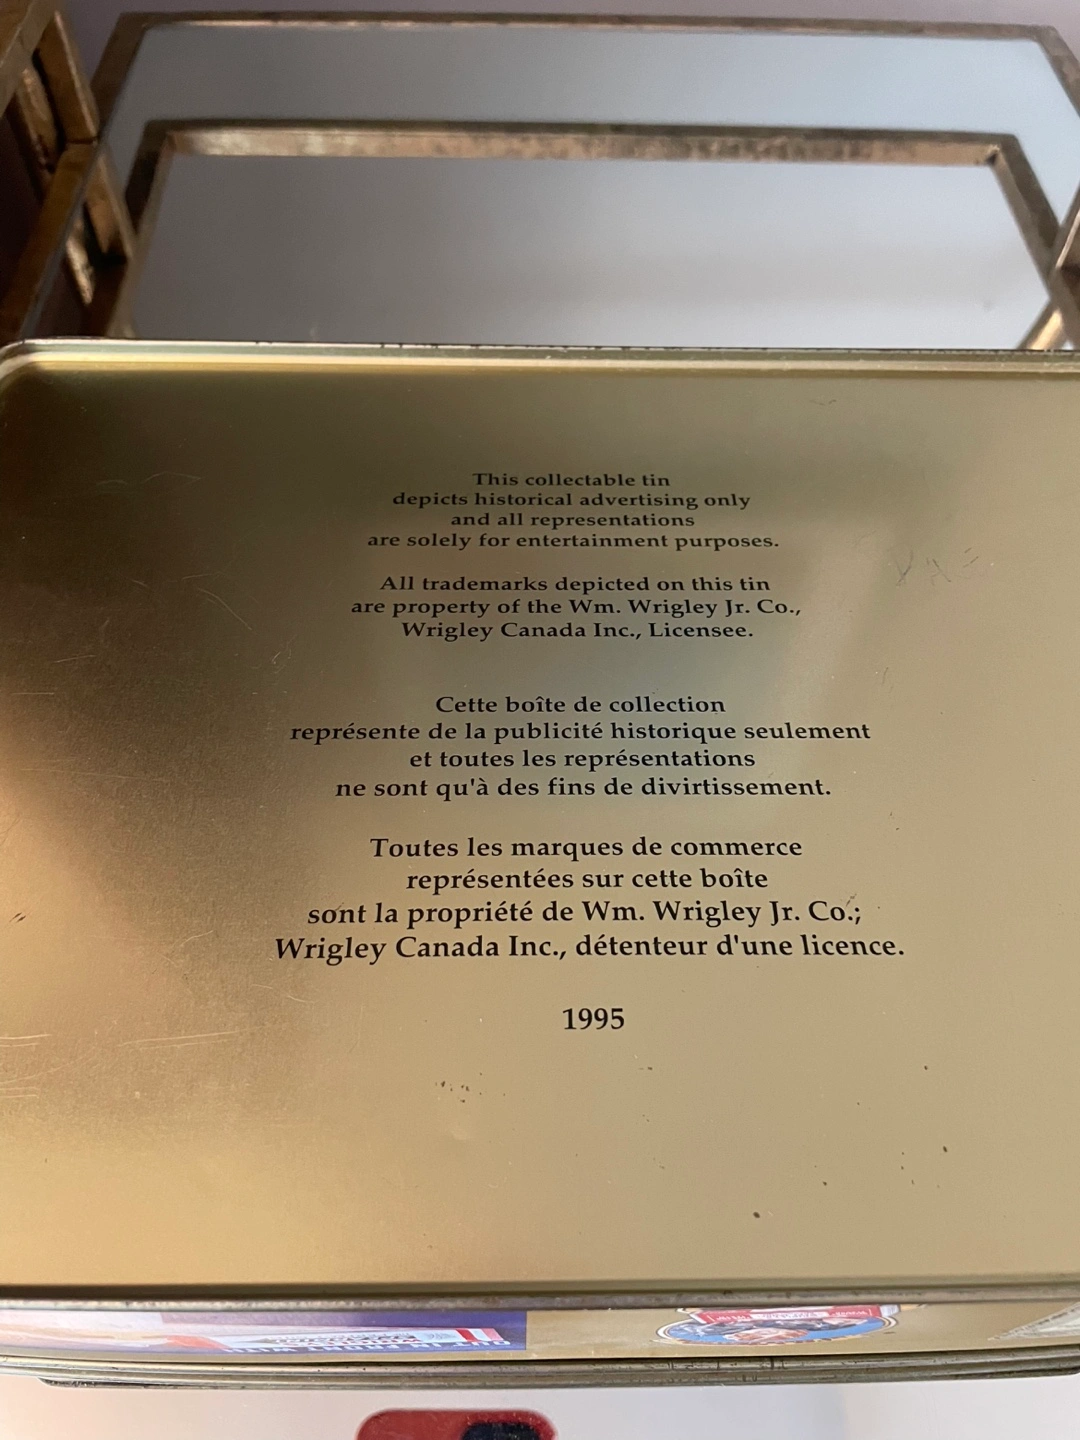 This collectable tin
depicts historical advertising only
and all representations
are solely for entertainment purposes.
All trademarks depicted on this tin
are property of the Wm. Wrigley Jr. Co.,
Wrigley Canada Inc., Licensee.
Cette boîte de collection
représente de la publicité historique seulement
et toutes les représentations
ne sont qu'à des fins de divirtissement.
Toutes les marques de commerce
représentées sur cette boîte
sont la propriété de Wm. Wrigley Jr. Co.;
Wrigley Canada Inc., détenteur d'une licence.
1995
OUT IN FRONT WITH